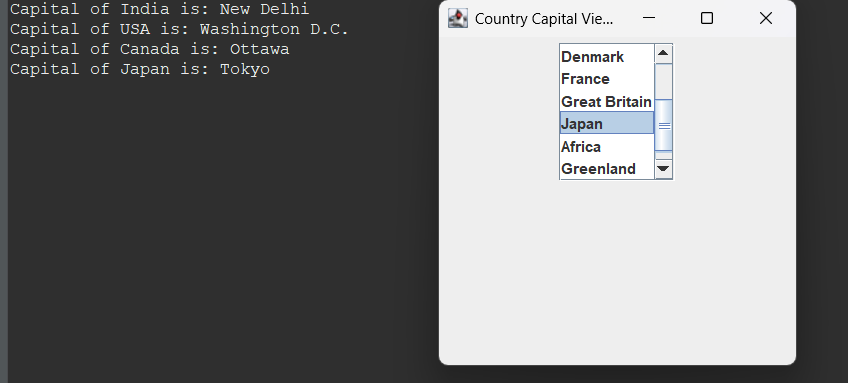 Capital of India is: New Delhi
Capital of USA is: Washington D.C.
Capital of Canada is: Ottawa
Capital of Japan is: Tokyo
Country Capital Vie...
Denmark
France
Great Britain
Japan
Africa
Greenland